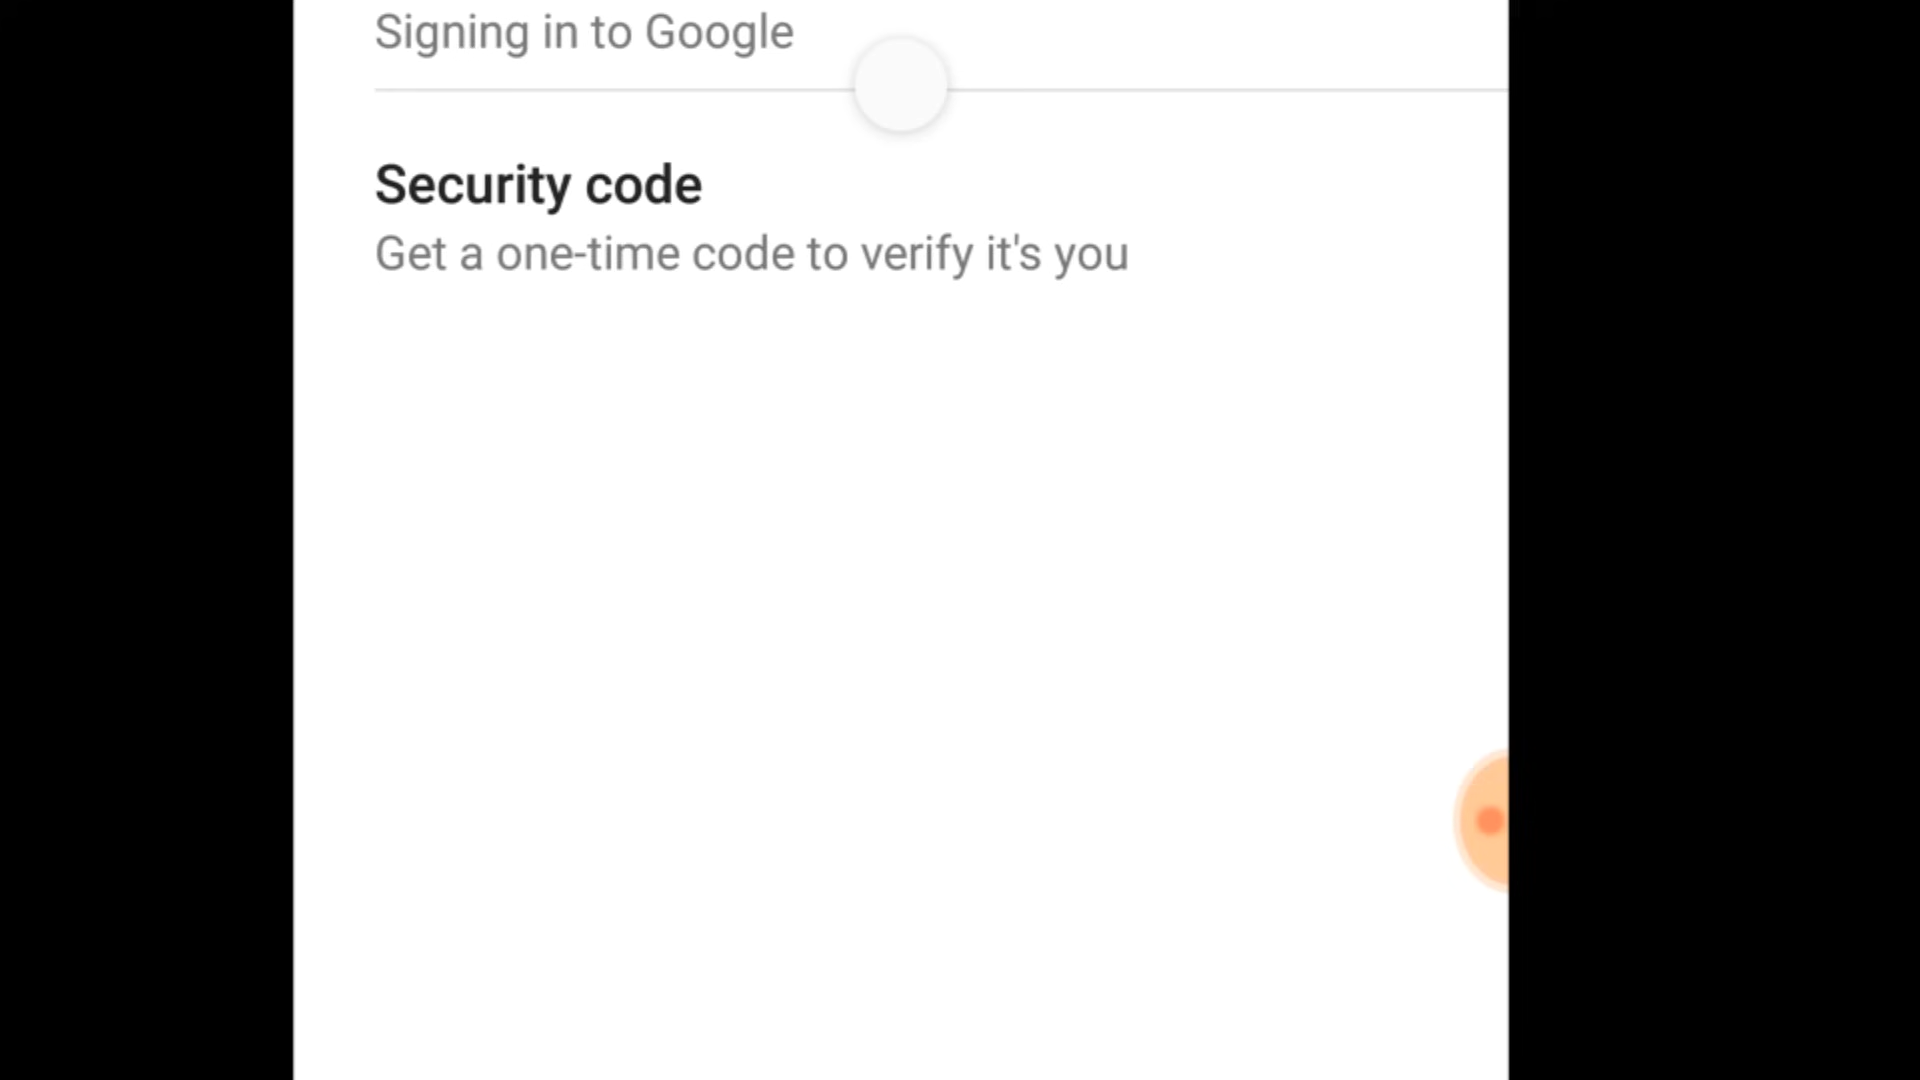 Signing in to Google
Security code
Get a one-time code to verify it's you